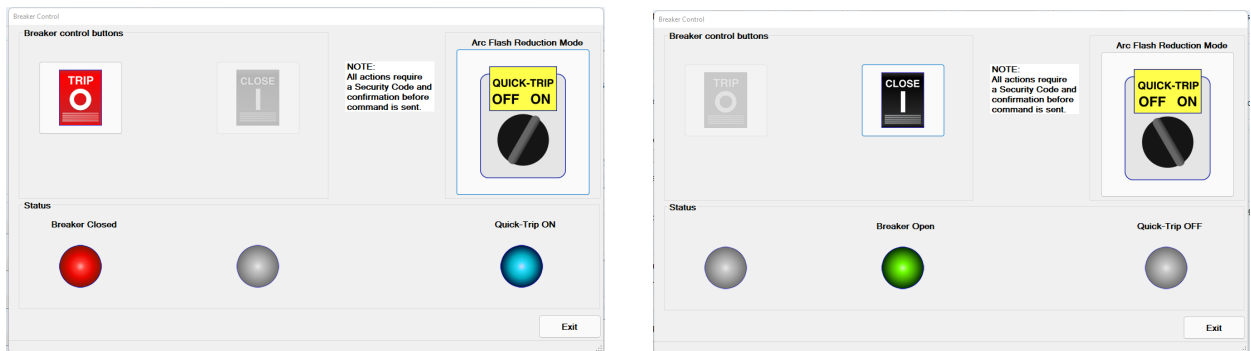 Breaker Control
Breaker control buttons
TRIP
CLOSE
NOTE:
All actions require
a Security Code and
confirmation before
command is sent.
Arc Flash Reduction Mode
QUICK-TRIP
OFF ON
Status
Breaker Closed
Quick-Trip ON
Exit
Breaker Control
Breaker control buttons
TRIP
CLOSE
NOTE:
All actions require
a Security Code and
confirmation before
command is sent.
Arc Flash Reduction Mode
QUICK-TRIP
OFF ON
Status
Breaker Open
Quick-Trip OFF
Exit